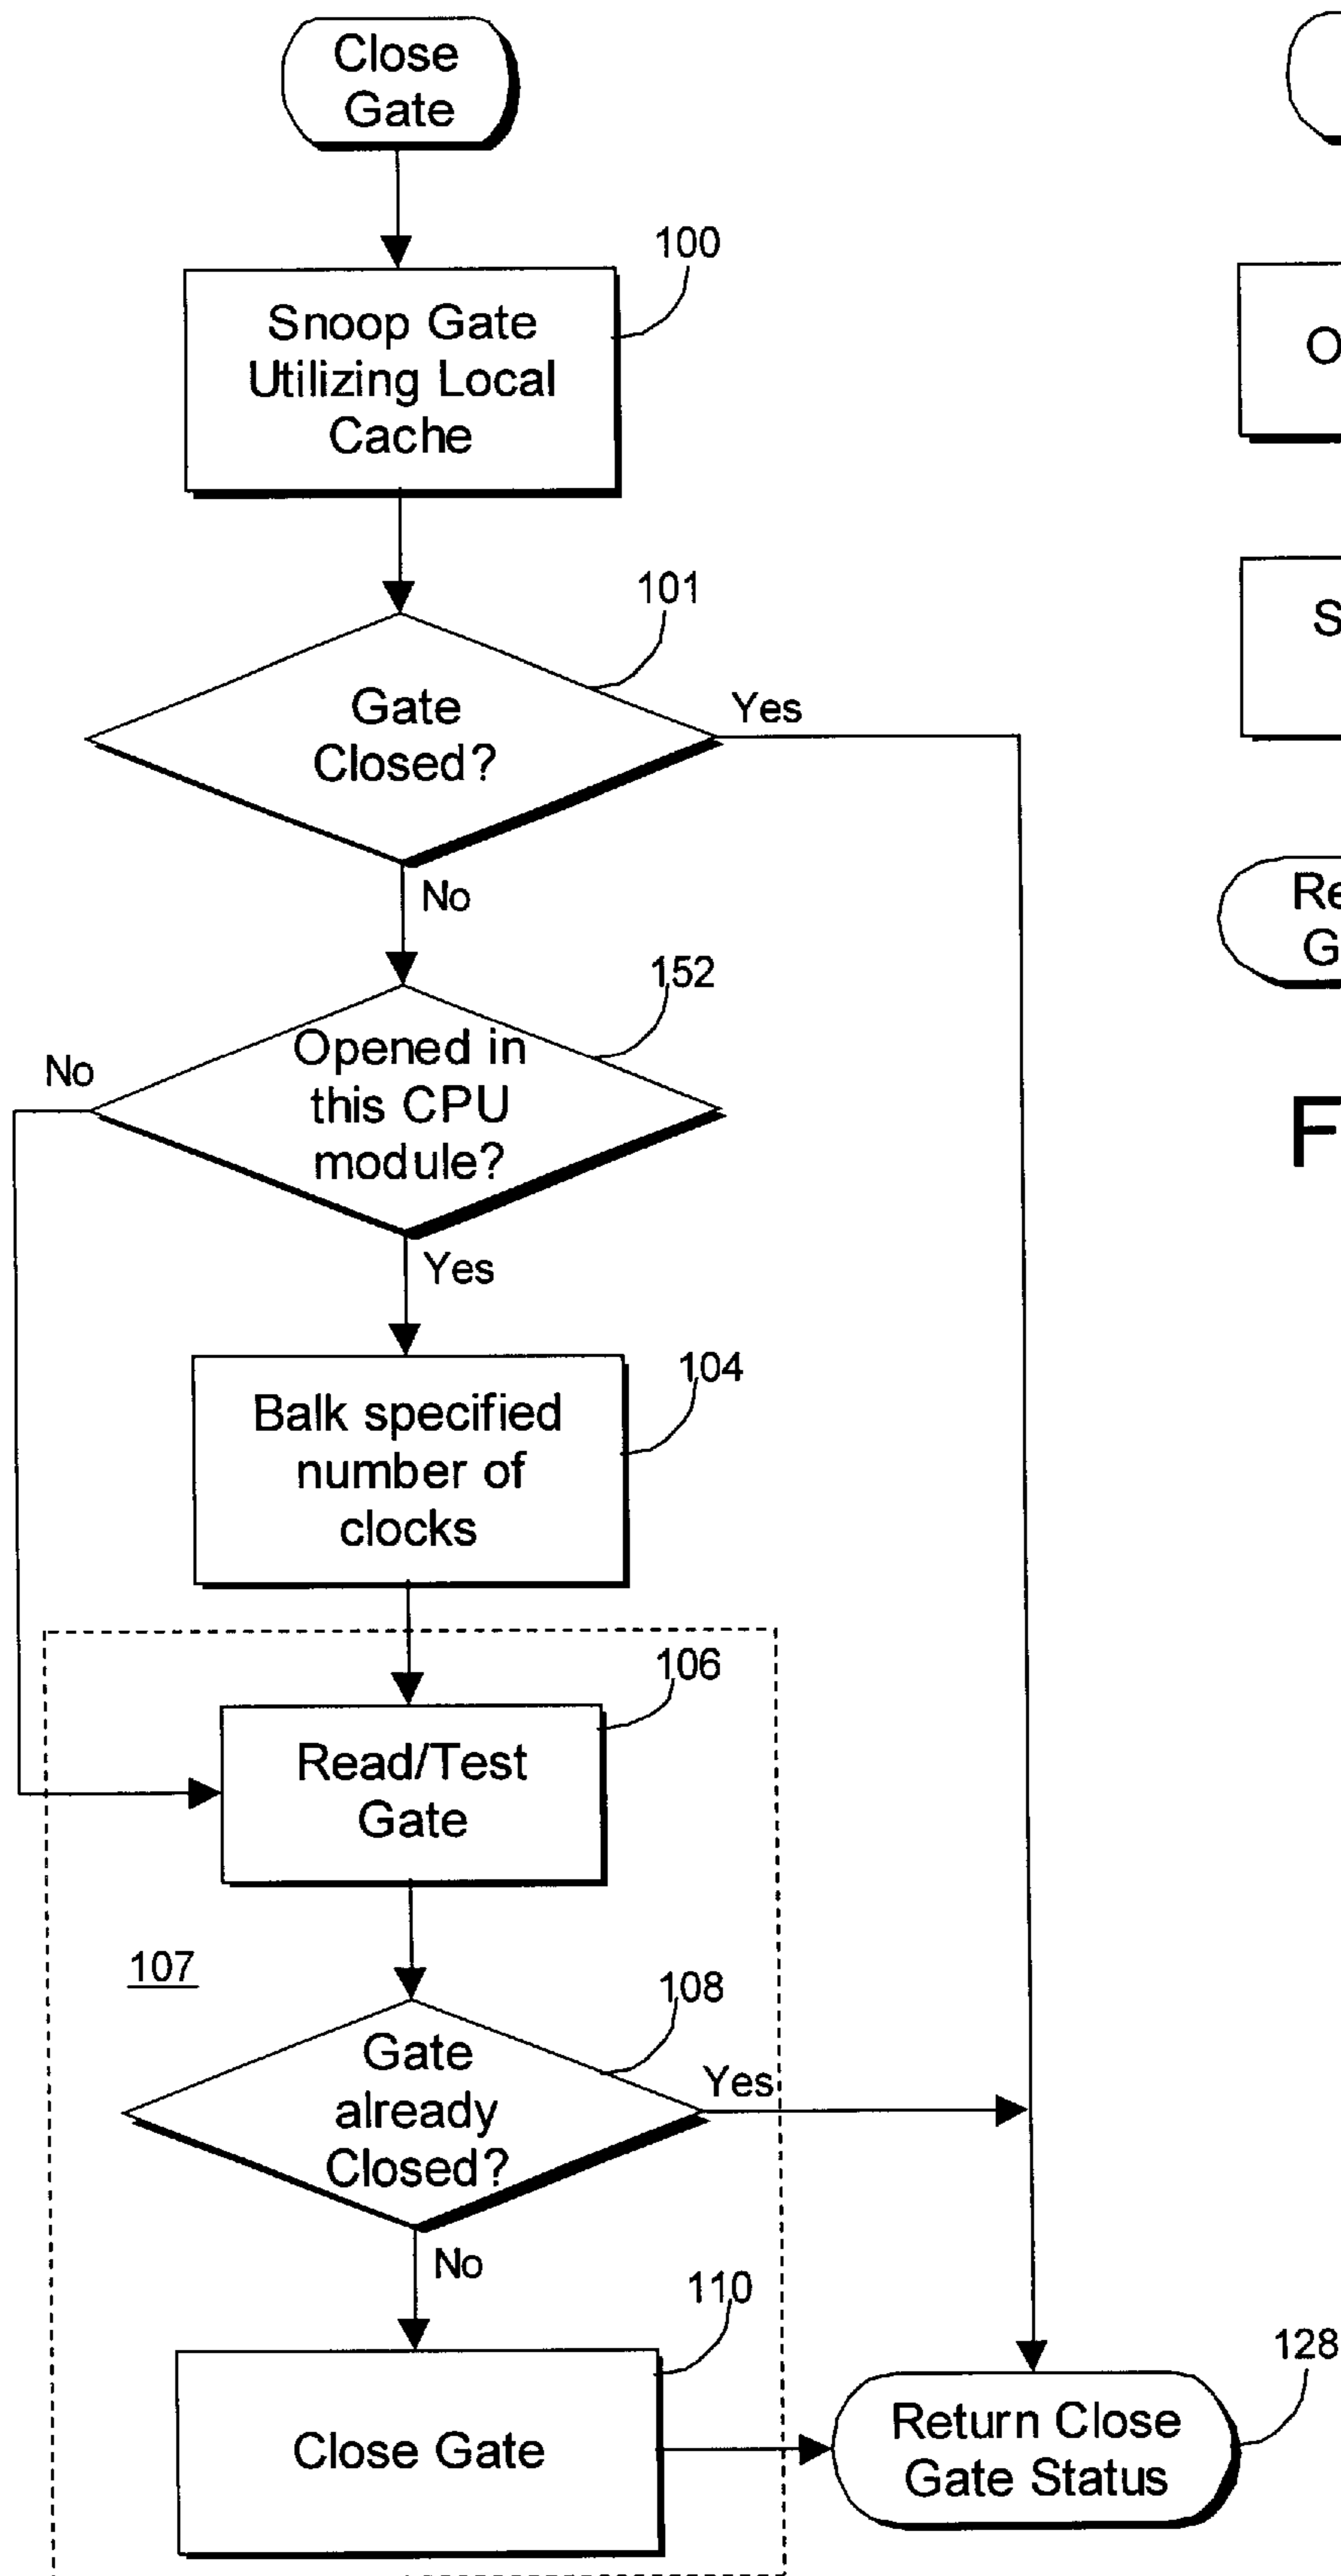 Close
Gate
100
Snoop Gate
Utilizing Local
Cache
101
Gate
Closed?
Yes
No
152
Opened in
this CPU
module?
No
Yes
104
Balk specified
number of
clocks
106
Read/Test
Gate
107
108
Gate
already
Closed?
Yes
No
110
Close Gate
128
Return Close
Gate Status